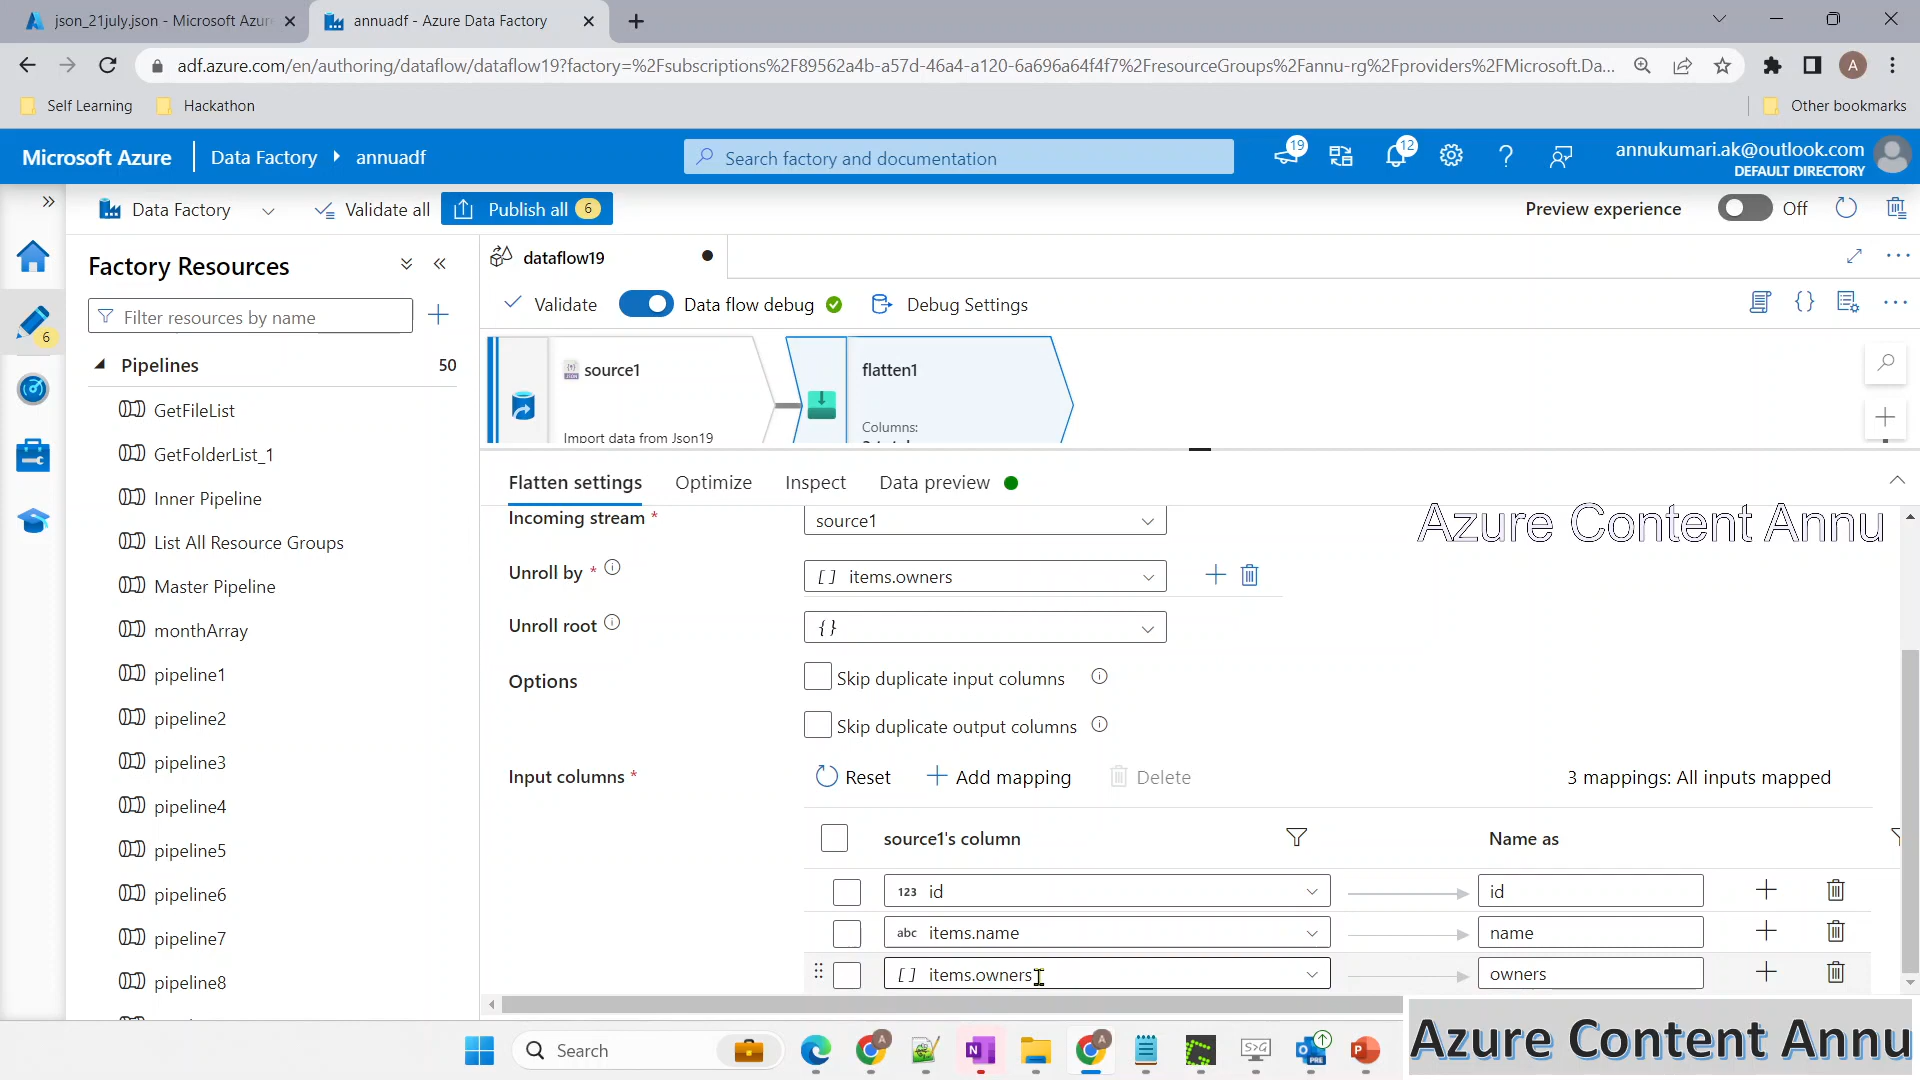 json_21july.json - Microsoft Azur
annuadf - Azure Data Factory
adf.azure.com/en/authoring/dataflow/dataflow19?factory=%2Fsubscriptions%2F89562a4b-a57d-46a4-a120-6a696a64f4f7%2FresourceGroups%2Fannu-rg%2Fproviders%2FMicrosoft.Da...
A
Self Learning
Hackathon
Other bookmarks
Microsoft Azure
Data Factory
annuadf
Search factory and documentation
19
12
annukumari.ak@outlook.com
DEFAULT DIRECTORY
Data Factory
Validate all
Publish all 6
Preview experience
Off
Factory Resources
Filter resources by name
6
Pipelines 50
GetFileList
GetFolderList_1
Inner Pipeline
List All Resource Groups
Master Pipeline
monthArray
pipeline1
pipeline2
pipeline3
pipeline4
pipeline5
pipeline6
pipeline7
pipeline8
dataflow19
Validate
Data flow debug
Debug Settings
source1
Import data from Json19
flatten1
Columns:
Flatten settings
Optimize
Inspect
Data preview
Azure Content Annu
Incoming stream *
source1
Unroll by *
[ ] items.owners
Unroll root
{}
Options
Skip duplicate input columns
Skip duplicate output columns
Input columns *
Reset
Add mapping
Delete
3 mappings: All inputs mapped
source1's column
Name as
123 id
id
abc items.name
name
[ ] items.owners
owners
Search
Azure Content Annu